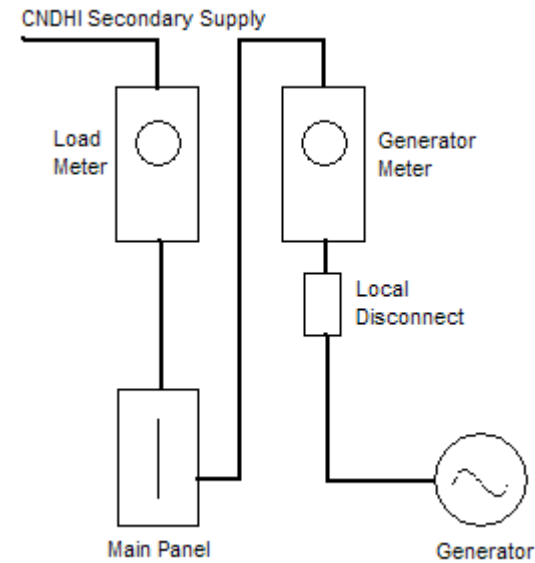 CNDHI Secondary Supply
Load
Meter
Generator
Meter
Local
Disconnect
Main Panel
Generator